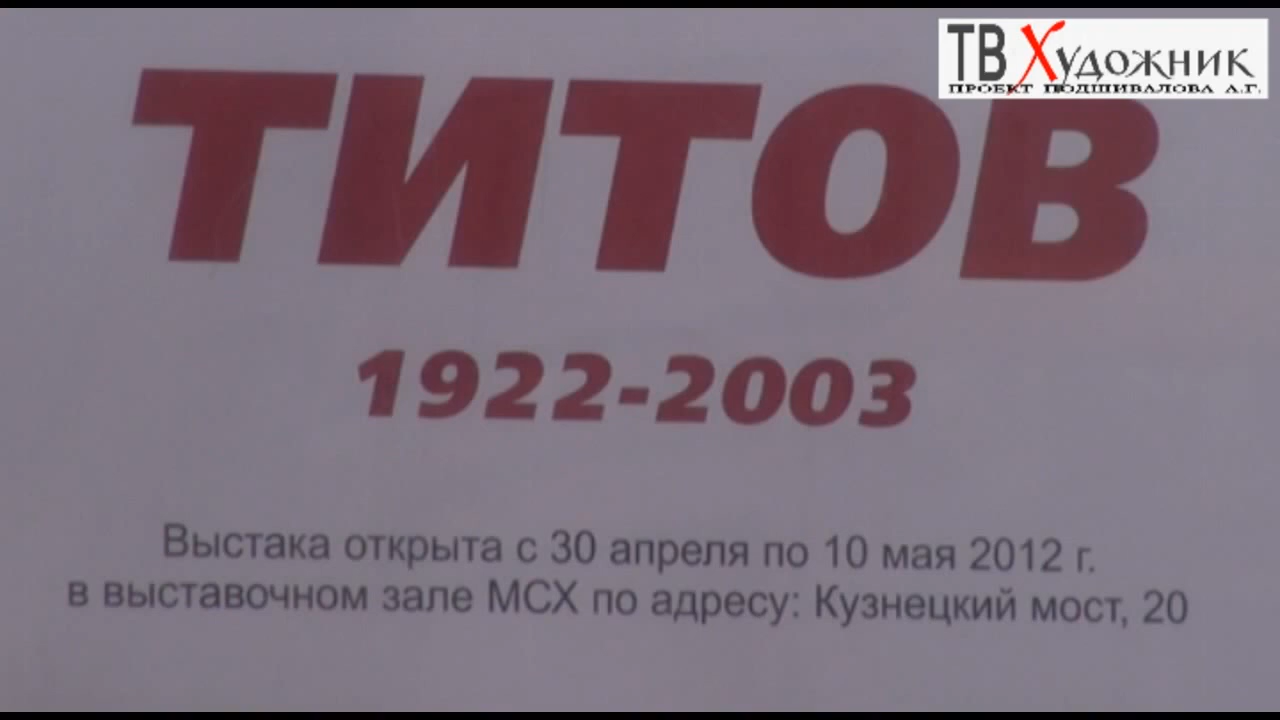 ТВ Художник
ПРОЕКТ ПОДШИВАЛОВА А.Г.
ТИТОВ
1922-2003
Выстака открыта с 30 апреля по 10 мая 2012 г.
в выставочном зале МСХ по адресу: Кузнецкий мост, 20